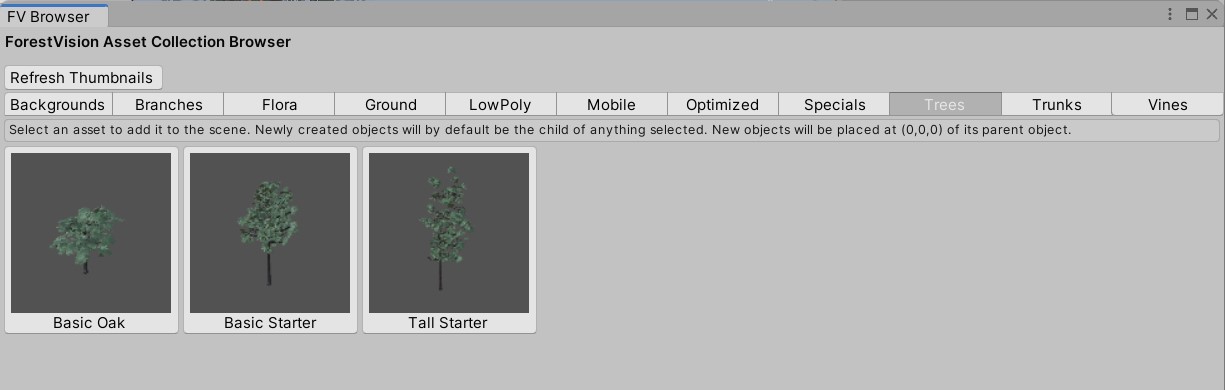 FV Browser
ForestVision Asset Collection Browser
Refresh Thumbnails
Backgrounds Branches Flora Ground LowPoly Mobile Optimized Specials Trees Trunks Vines
Select an asset to add it to the scene. Newly created objects will by default be the child of anything selected. New objects will be placed at (0,0,0) of its parent object.
Basic Oak Basic Starter Tall Starter